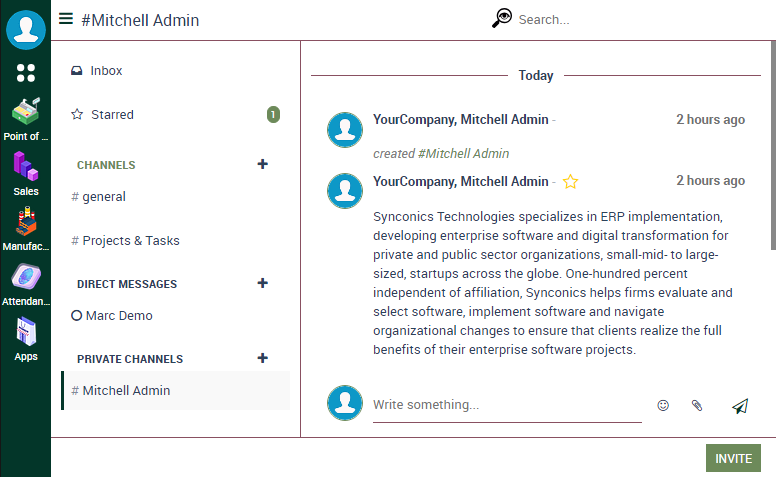 #Mitchell Admin
Search...
Point of ...
Sales
Manufac...
Attendan...
Apps
Inbox
Starred
1
CHANNELS
# general
# Projects & Tasks
DIRECT MESSAGES
Marc Demo
PRIVATE CHANNELS
# Mitchell Admin
Today
YourCompany, Mitchell Admin - 2 hours ago
created #Mitchell Admin
YourCompany, Mitchell Admin - 2 hours ago
Synconics Technologies specializes in ERP implementation,
developing enterprise software and digital transformation for
private and public sector organizations, small-mid- to large-
sized, startups across the globe. One-hundred percent
independent of affiliation, Synconics helps firms evaluate and
select software, implement software and navigate
organizational changes to ensure that clients realize the full
benefits of their enterprise software projects.
Write something...
INVITE